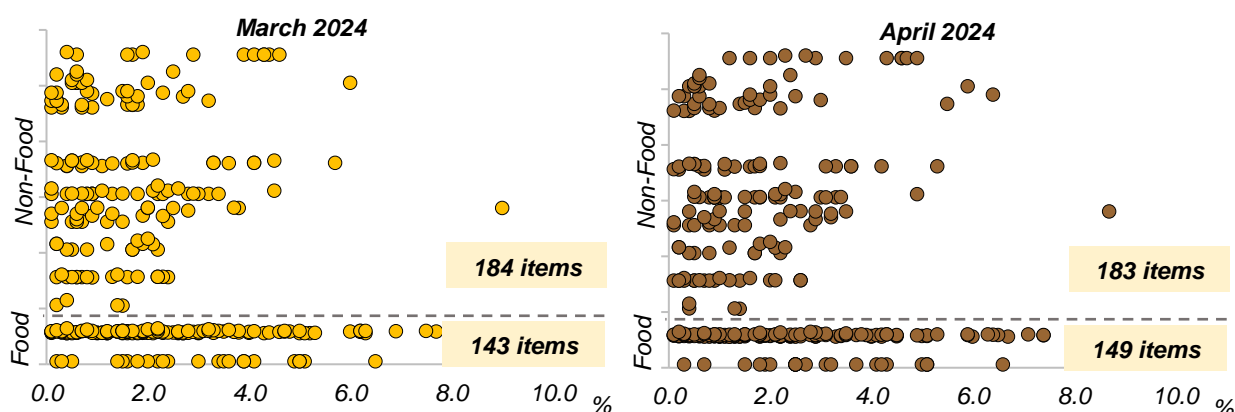 March 2024
Non-Food
184 items
Food
143 items
0.0 2.0 4.0 6.0 8.0 10.0 %
April 2024
Non-Food
183 items
Food
149 items
0.0 2.0 4.0 6.0 8.0 10.0 %